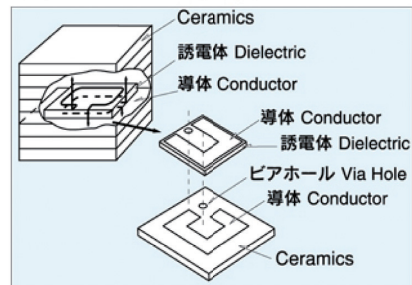 Ceramics
誘電体 Dielectric
導体 Conductor
導体 Conductor
誘電体 Dielectric
ビアホール Via Hole
導体 Conductor
Ceramics